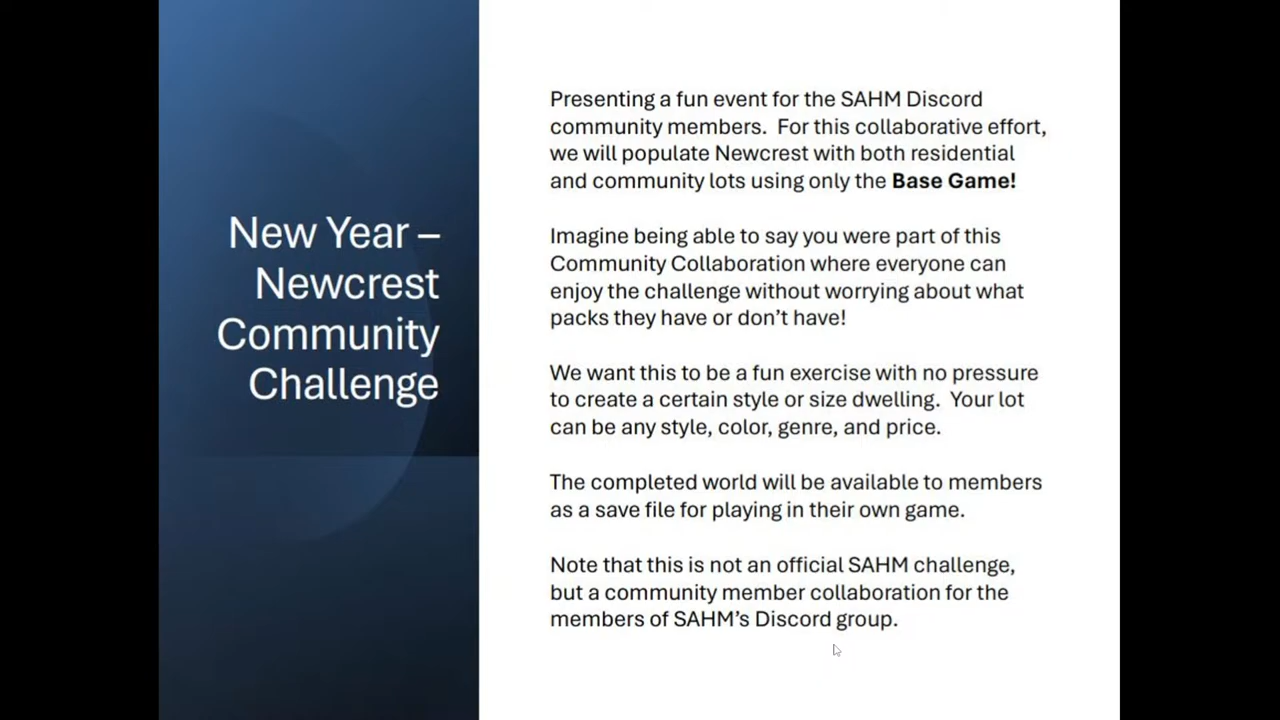 New Year –
Newcrest
Community
Challenge
Presenting a fun event for the SAHM Discord
community members.  For this collaborative effort,
we will populate Newcrest with both residential
and community lots using only the Base Game!
Imagine being able to say you were part of this
Community Collaboration where everyone can
enjoy the challenge without worrying about what
packs they have or don’t have!
We want this to be a fun exercise with no pressure
to create a certain style or size dwelling.  Your lot
can be any style, color, genre, and price.
The completed world will be available to members
as a save file for playing in their own game.
Note that this is not an official SAHM challenge,
but a community member collaboration for the
members of SAHM’s Discord group.